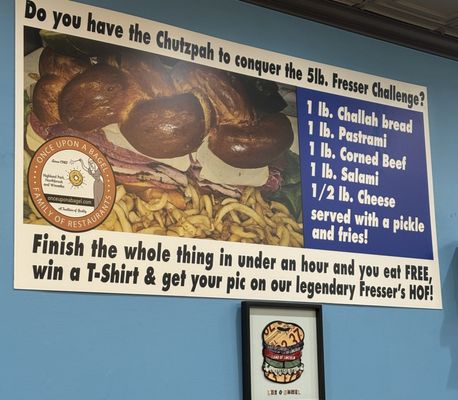 Do you have the Chutzpah to conquer the 5lb. Fresser Challenge?
1 lb. Challah bread
1 lb. Pastrami
1 lb. Corned Beef
1 lb. Salami
1/2 lb. Cheese
served with a pickle
and fries!
ONCE UPON A BAGEL
onceuponabagel.com
FAMILY OF RESTAURANTS
Finish the whole thing in under an hour and you eat FREE,
win a T-Shirt & get your pic on our legendary Fresser's HOF!